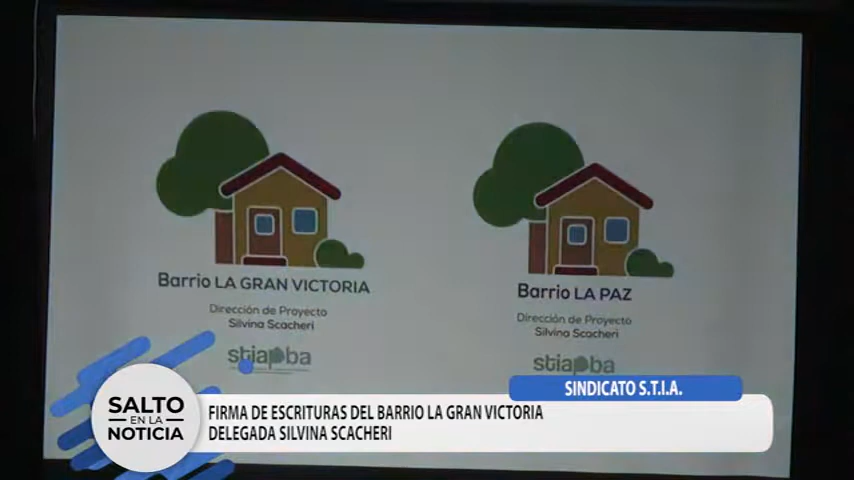 Barrio LA GRAN VICTORIA
Dirección de Proyecto
Silvina Scacheri
stiapba
Barrio LA PAZ
Dirección de Proyecto
Silvina Scacheri
stiapba
SINDICATO S.T.I.A.
SALTO
EN LA
NOTICIA
FIRMA DE ESCRITURAS DEL BARRIO LA GRAN VICTORIA
DELEGADA SILVINA SCACHERI